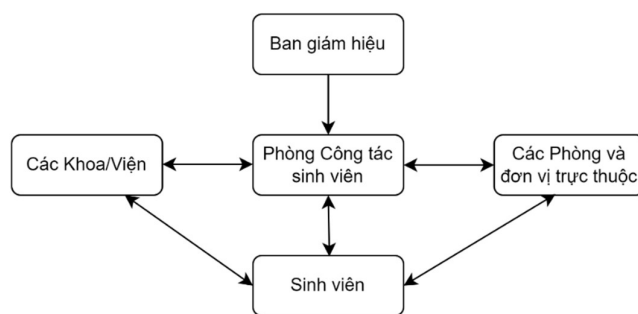 Ban giám hiệu
Các Khoa/Viện
Phòng Công tác
sinh viên
Các Phòng và
đơn vị trực thuộc
Sinh viên